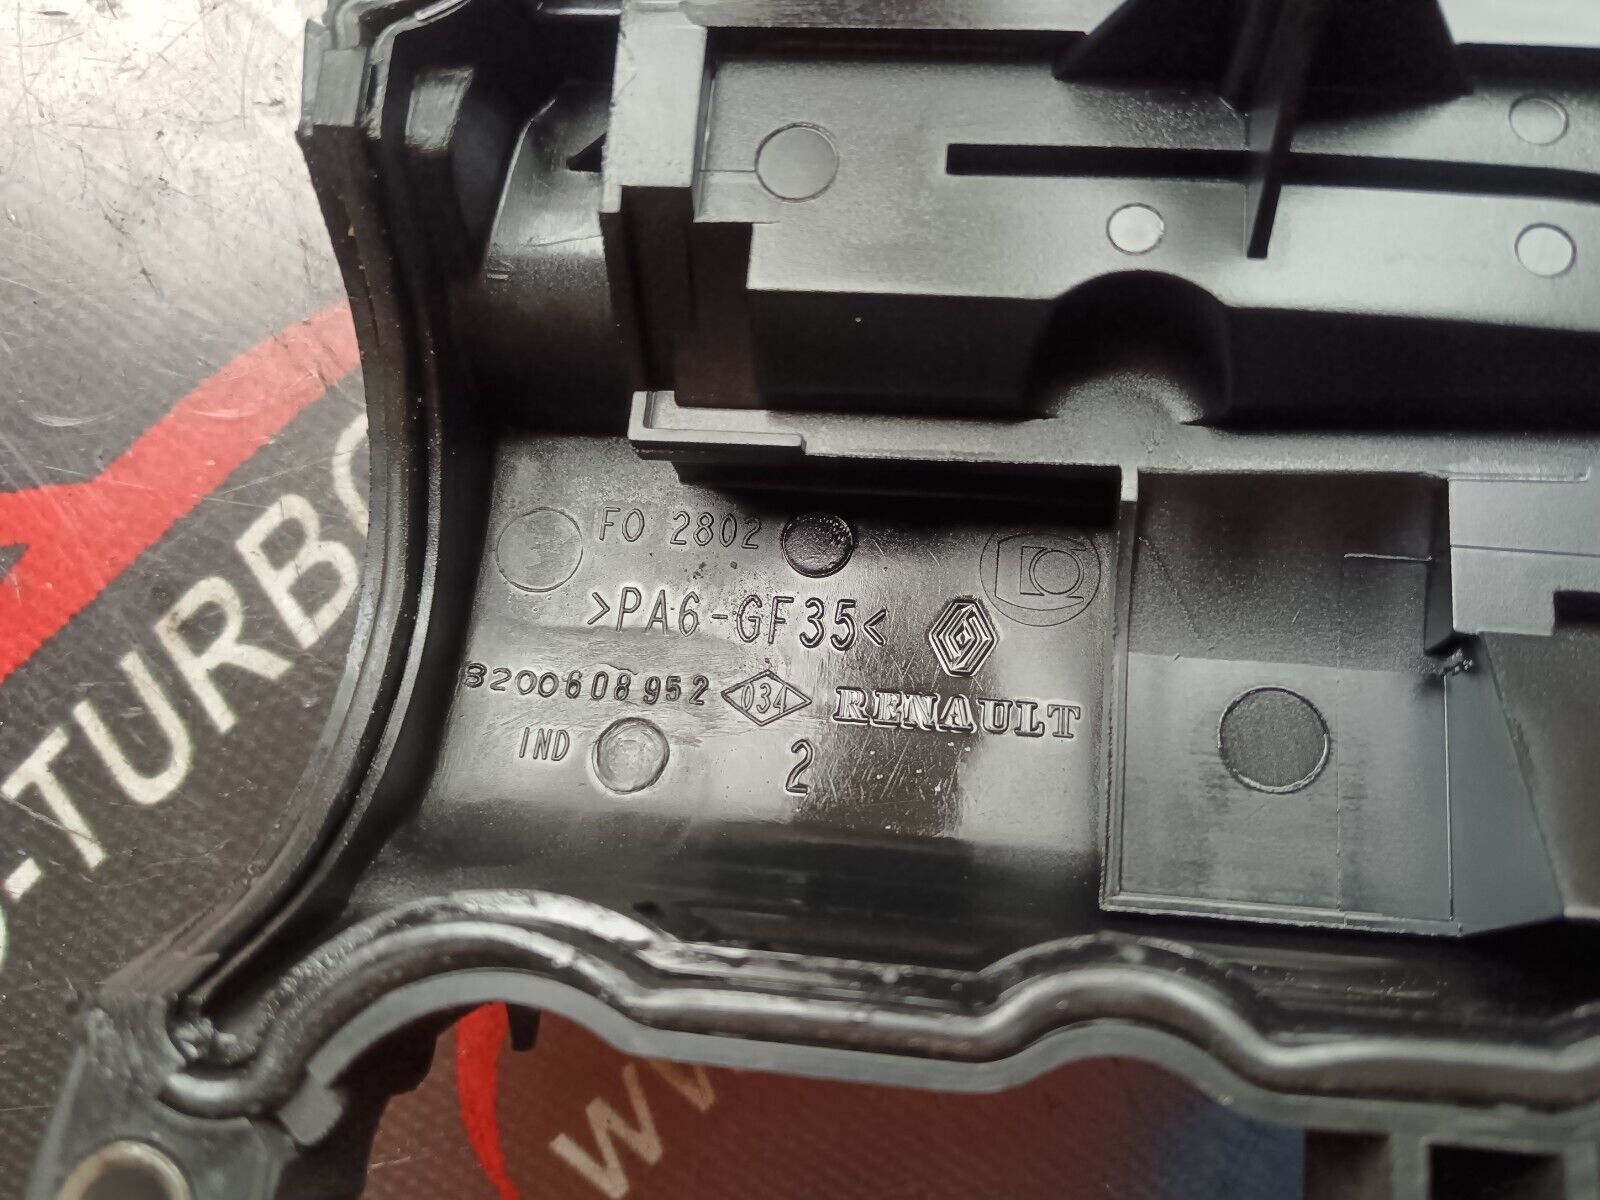 FO 2802
>PA6-GF35<
8200608952 034 RENAULT
IND 2
-TURBO